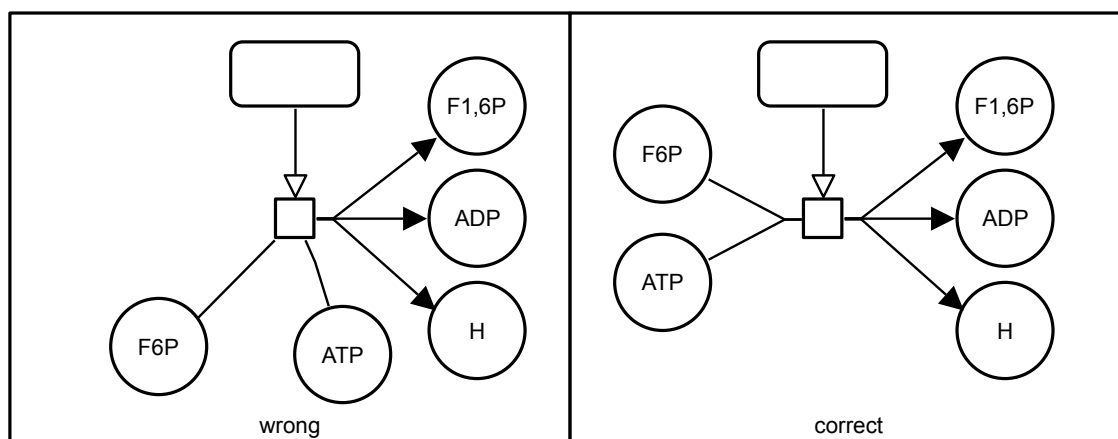 F1,6P
ADP
H
F6P
ATP
wrong
F1,6P
F6P
ADP
ATP
H
correct